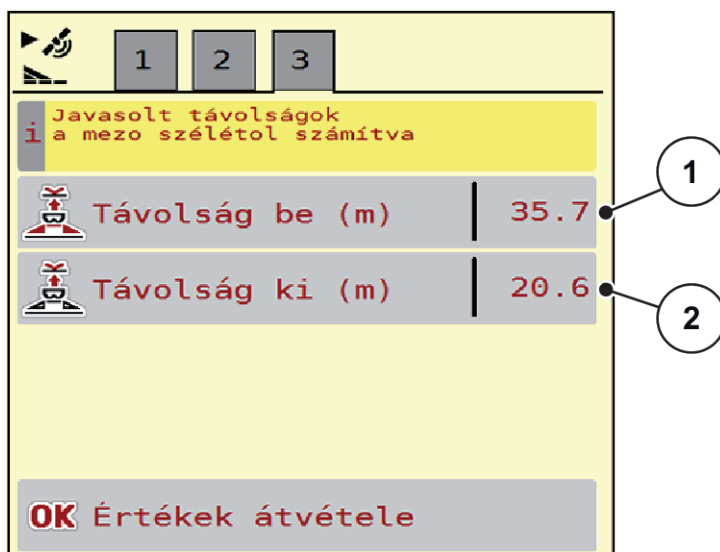 1 2 3
i Javasolt távolságok
a mezo szélétol számítva
Távolság be (m) 35.7
1
Távolság ki (m) 20.6
2
OK Értékek átvétele